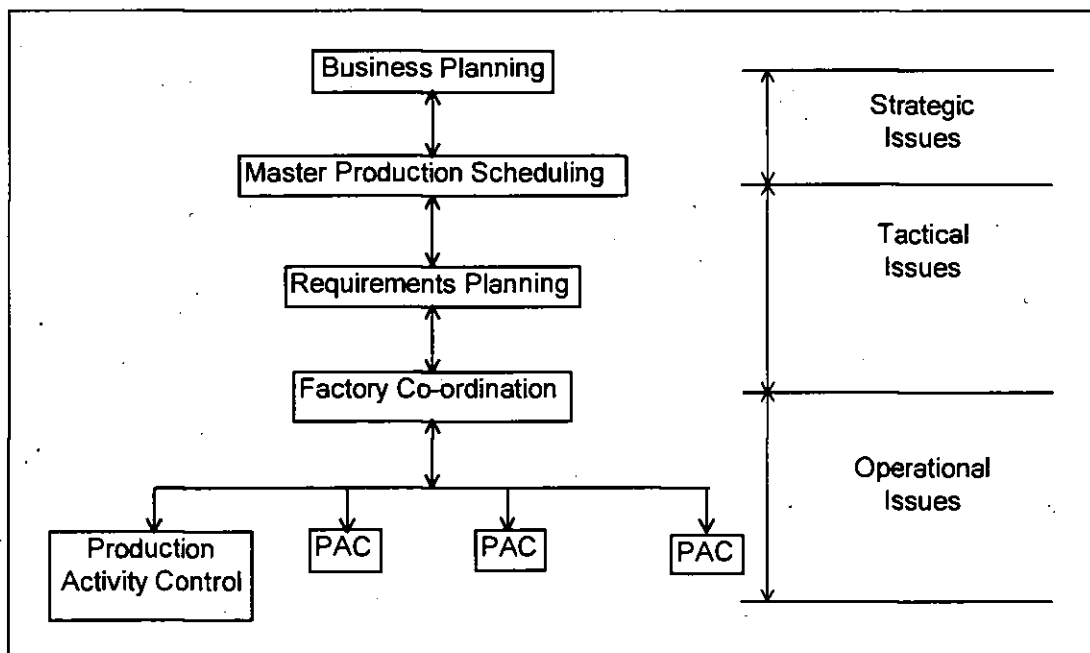 Business Planning
Strategic
Issues
Master Production Scheduling
Tactical
Issues
Requirements Planning
Factory Co-ordination
Operational
Issues
Production
Activity Control
PAC
PAC
PAC